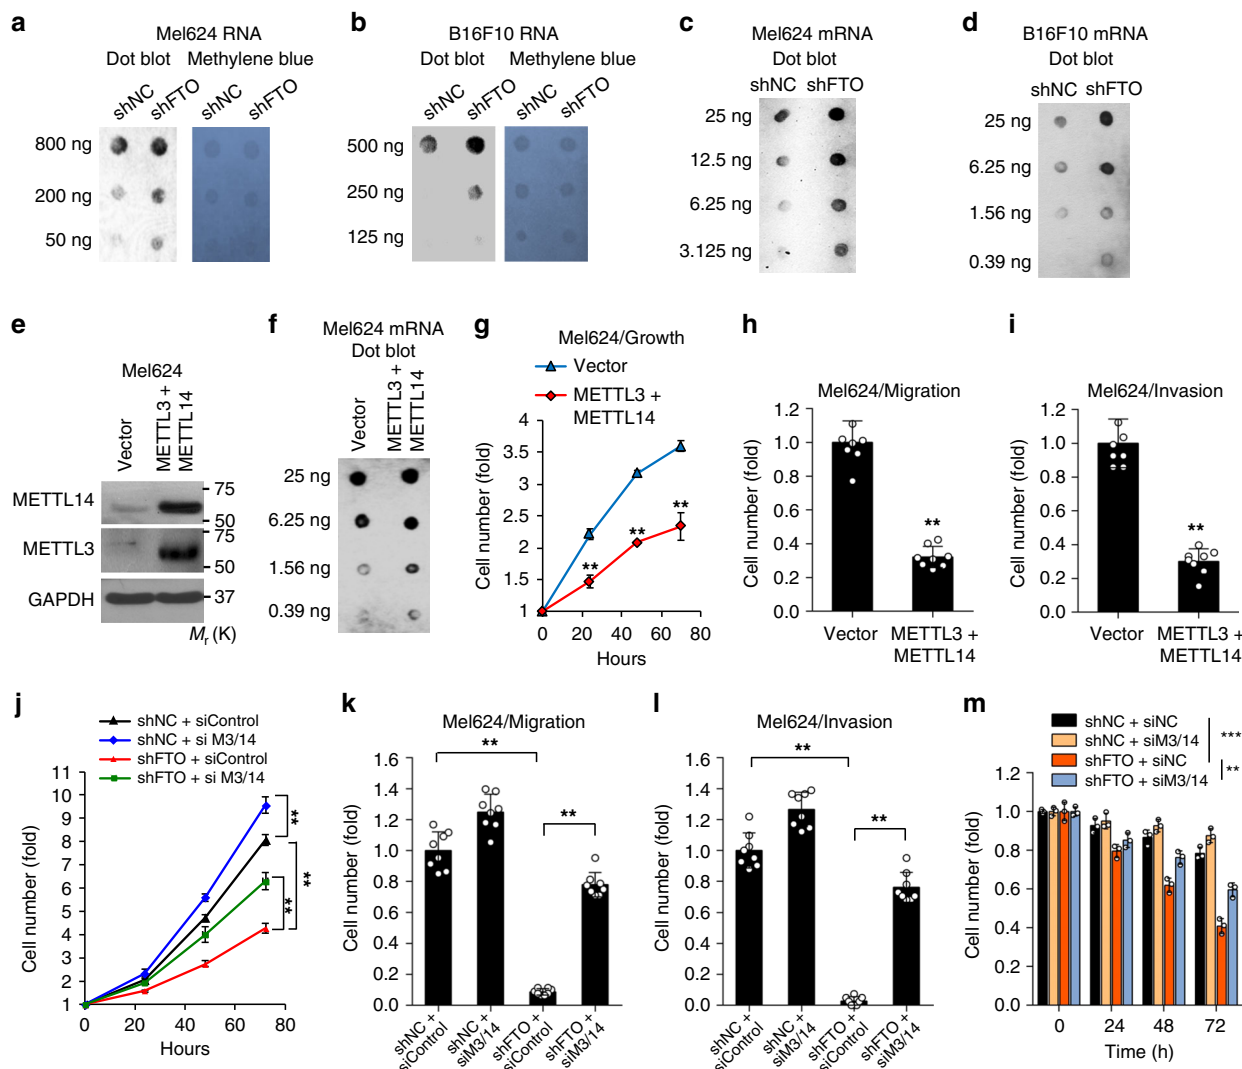 a
Mel624 RNA
Dot blot Methylene blue
shNC shFTO shNC shFTO
800 ng
200 ng
50 ng
b
B16F10 RNA
Dot blot Methylene blue
shNC shFTO shNC shFTO
500 ng
250 ng
125 ng
c
Mel624 mRNA
Dot blot
shNC shFTO
25 ng
12.5 ng
6.25 ng
3.125 ng
d
B16F10 mRNA
Dot blot
shNC shFTO
25 ng
6.25 ng
1.56 ng
0.39 ng
e
Mel624
Vector
METTL3 +
METTL14
METTL14
75
50
METTL3
75
50
GAPDH
37
Mr (K)
f
Mel624 mRNA
Dot blot
Vector
METTL3 +
METTL14
25 ng
6.25 ng
1.56 ng
0.39 ng
g
Mel624/Growth
Vector
METTL3 +
METTL14
Cell number (fold)
4
3.5
3
2.5
2
1.5
1
** ** **
0 20 40 60 80
Hours
h
Mel624/Migration
Cell number (fold)
1.2
1.0
0.8
0.6
0.4
0.2
0.0
**
Vector METTL3 +
METTL14
i
Mel624/Invasion
Cell number (fold)
1.2
1.0
0.8
0.6
0.4
0.2
0.0
**
Vector METTL3 +
METTL14
j
shNC + siControl
shNC + si M3/14
shFTO + siControl
shFTO + si M3/14
Cell number (fold)
11
10
9
8
7
6
5
4
3
2
1
**
**
**
0 20 40 60 80
Hours
k
Mel624/Migration
Cell number (fold)
1.6
1.4
1.2
1.0
0.8
0.6
0.4
0.2
0.0
**
**
shNC +
siControl
shNC +
siM3/14
shFTO +
siControl
shFTO +
siM3/14
l
Mel624/Invasion
Cell number (fold)
1.6
1.4
1.2
1.0
0.8
0.6
0.4
0.2
0.0
**
**
shNC +
siControl
shNC +
siM3/14
shFTO +
siControl
shFTO +
siM3/14
m
shNC + siNC
shNC + siM3/14
shFTO + siNC
shFTO + siM3/14
***
**
Cell number (fold)
1.2
1.0
0.8
0.6
0.4
0.2
0.0
0 24 48 72
Time (h)